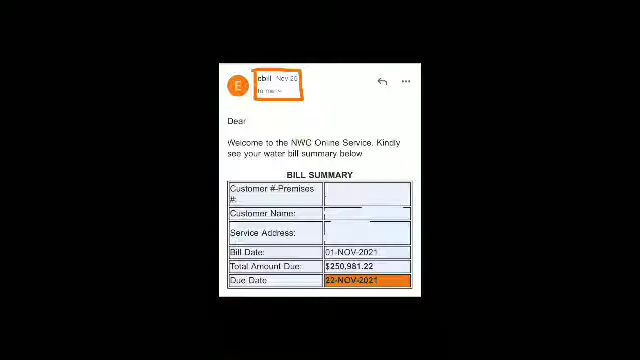 E
ebill Nov 26
to me
Dear
Welcome to the NWC Online Service. Kindly
see your water bill summary below
BILL SUMMARY
Customer #-Premises
#:
Customer Name:
Service Address:
Bill Date: 01-NOV-2021
Total Amount Due: $250,981.22
Due Date 22-NOV-2021